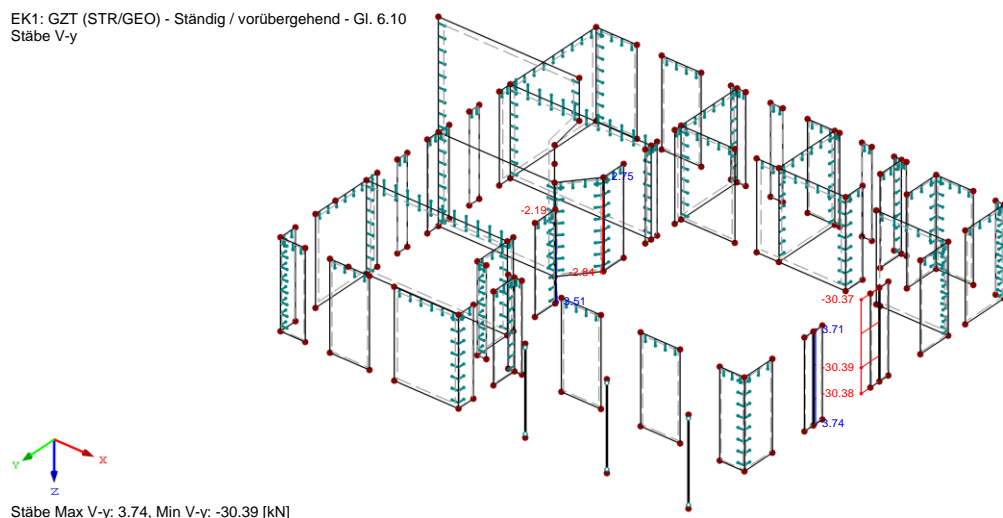 EK1: GZT (STR/GEO) - Ständig / vorübergehend - Gl. 6.10
Stäbe V-y
2.75
-2.19
-2.84
3.51
-30.37
3.71
-30.39
-30.38
3.74
Y
X
Z
Stäbe Max V-y: 3.74, Min V-y: -30.39 [kN]